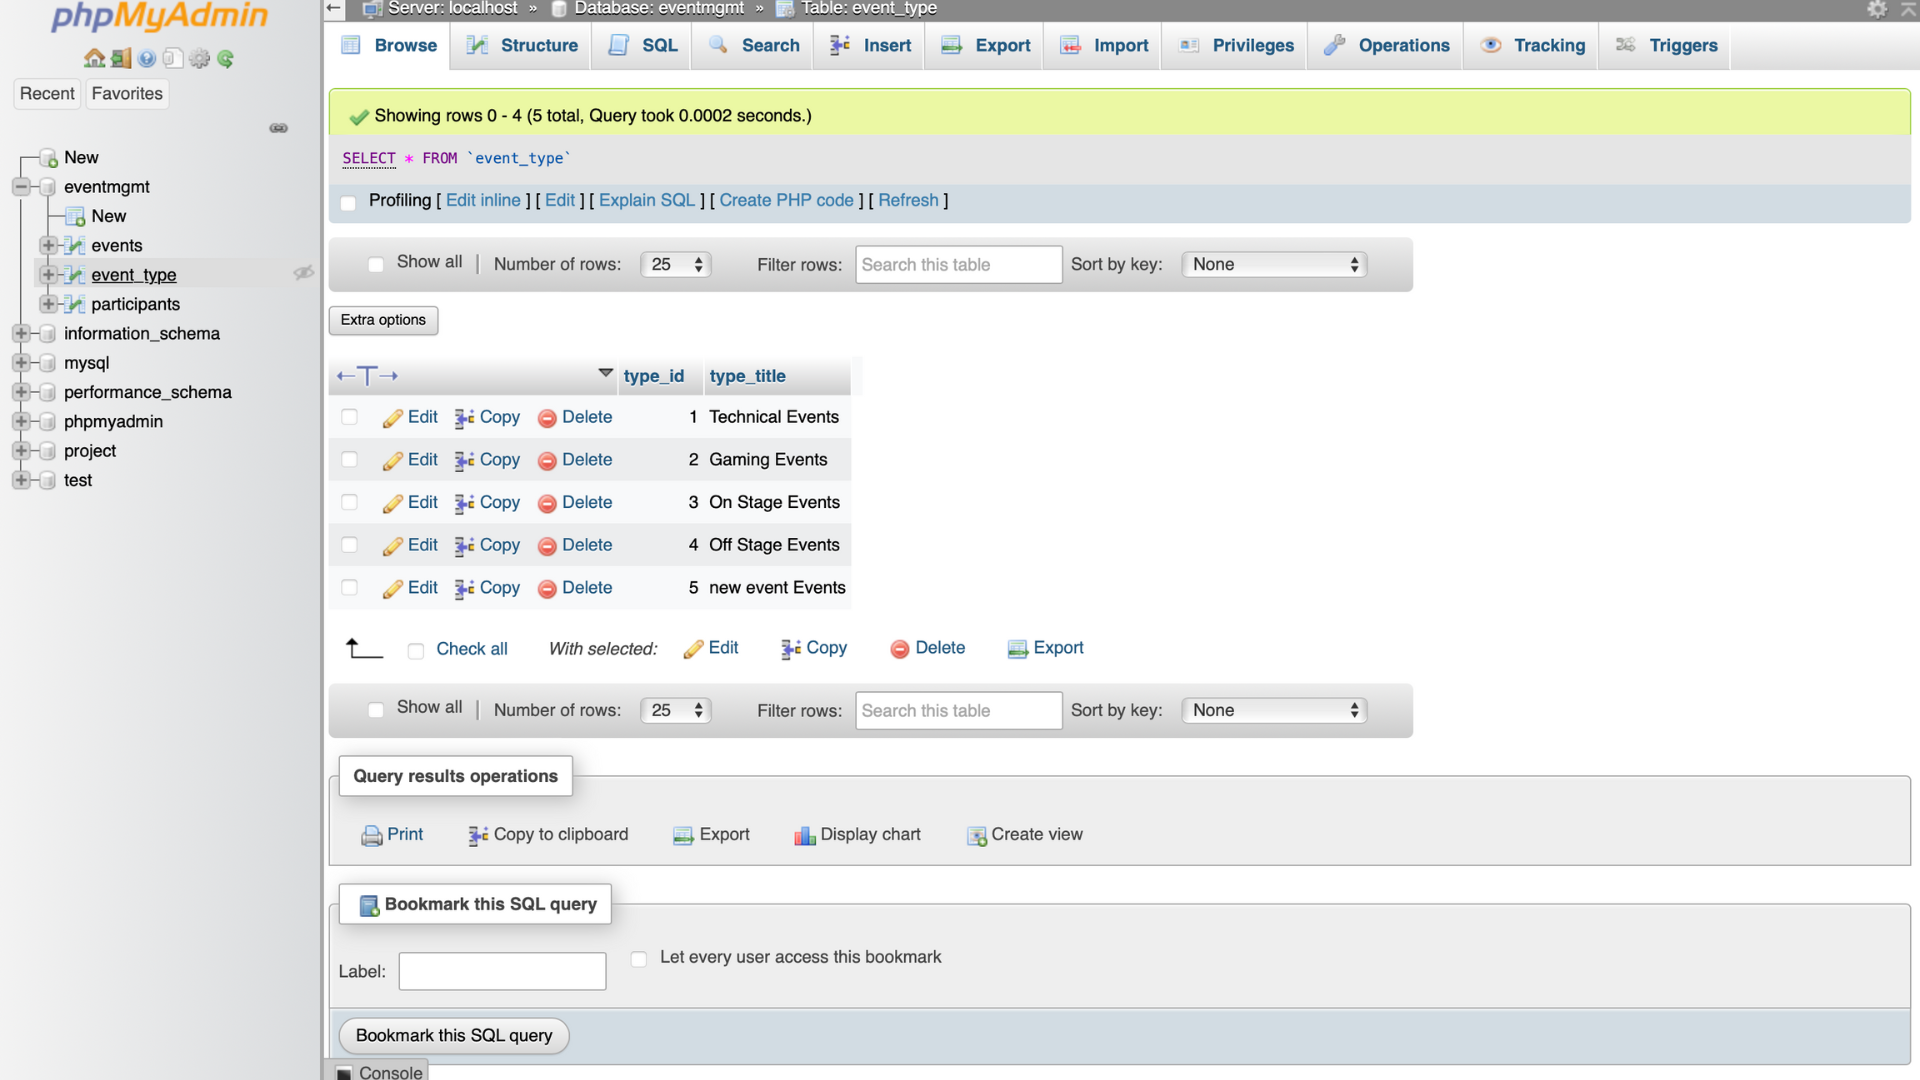 phpMyAdmin
Recent Favorites
New
eventmgmt
New
events
event_type
participants
information_schema
mysql
performance_schema
phpmyadmin
project
test
Server: localhost » Database: eventmgmt » Table: event_type
Browse Structure SQL Search Insert Export Import Privileges Operations Tracking Triggers
Showing rows 0 - 4 (5 total, Query took 0.0002 seconds.)
SELECT * FROM `event_type`
Profiling [ Edit inline ] [ Edit ] [ Explain SQL ] [ Create PHP code ] [ Refresh ]
Show all | Number of rows: 25 Filter rows: Search this table Sort by key: None
Extra options
←T→ type_id type_title
Edit Copy Delete 1 Technical Events
Edit Copy Delete 2 Gaming Events
Edit Copy Delete 3 On Stage Events
Edit Copy Delete 4 Off Stage Events
Edit Copy Delete 5 new event Events
Check all With selected: Edit Copy Delete Export
Show all | Number of rows: 25 Filter rows: Search this table Sort by key: None
Query results operations
Print Copy to clipboard Export Display chart Create view
Bookmark this SQL query
Label: Let every user access this bookmark
Bookmark this SQL query
Console